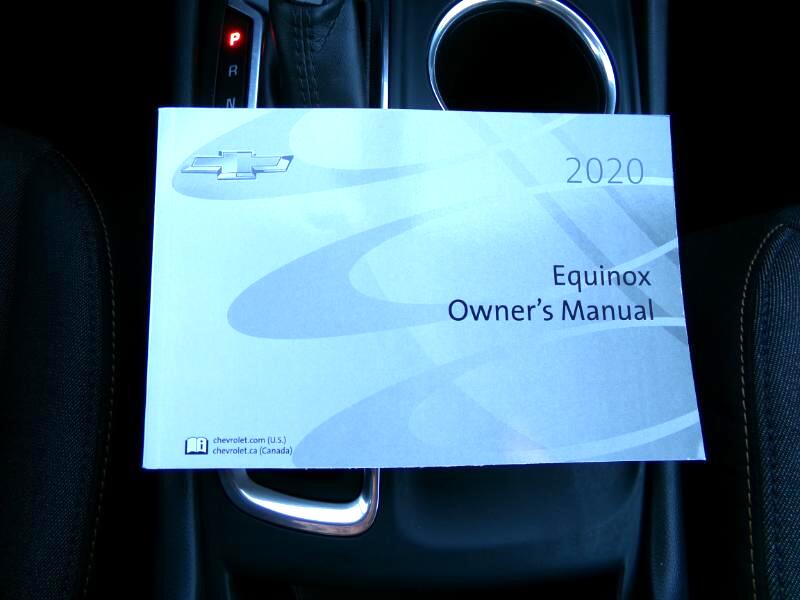 P
R
N
2020
Equinox
Owner's Manual
chevrolet.com (U.S.)
chevrolet.ca (Canada)